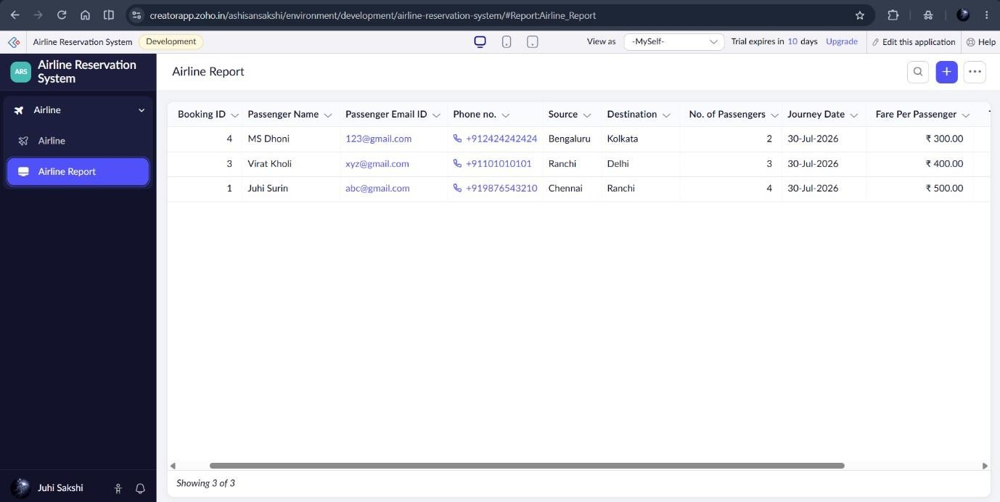 creatorapp.zoho.in/ashisansakshi/environment/development/airline-reservation-system/#Report:Airline_Report
Airline Reservation System Development View as -MySelf- Trial expires in 10 days Upgrade Edit this application Help
ARS Airline Reservation System
Airline Report
Airline
Airline
Airline Report
Booking ID Passenger Name Passenger Email ID Phone no. Source Destination No. of Passengers Journey Date Fare Per Passenger
4 MS Dhoni 123@gmail.com +912424242424 Bengaluru Kolkata 2 30-Jul-2026 ₹ 300.00
3 Virat Kholi xyz@gmail.com +91101010101 Ranchi Delhi 3 30-Jul-2026 ₹ 400.00
1 Juhi Surin abc@gmail.com +919876543210 Chennai Ranchi 4 30-Jul-2026 ₹ 500.00
Showing 3 of 3
Juhi Sakshi